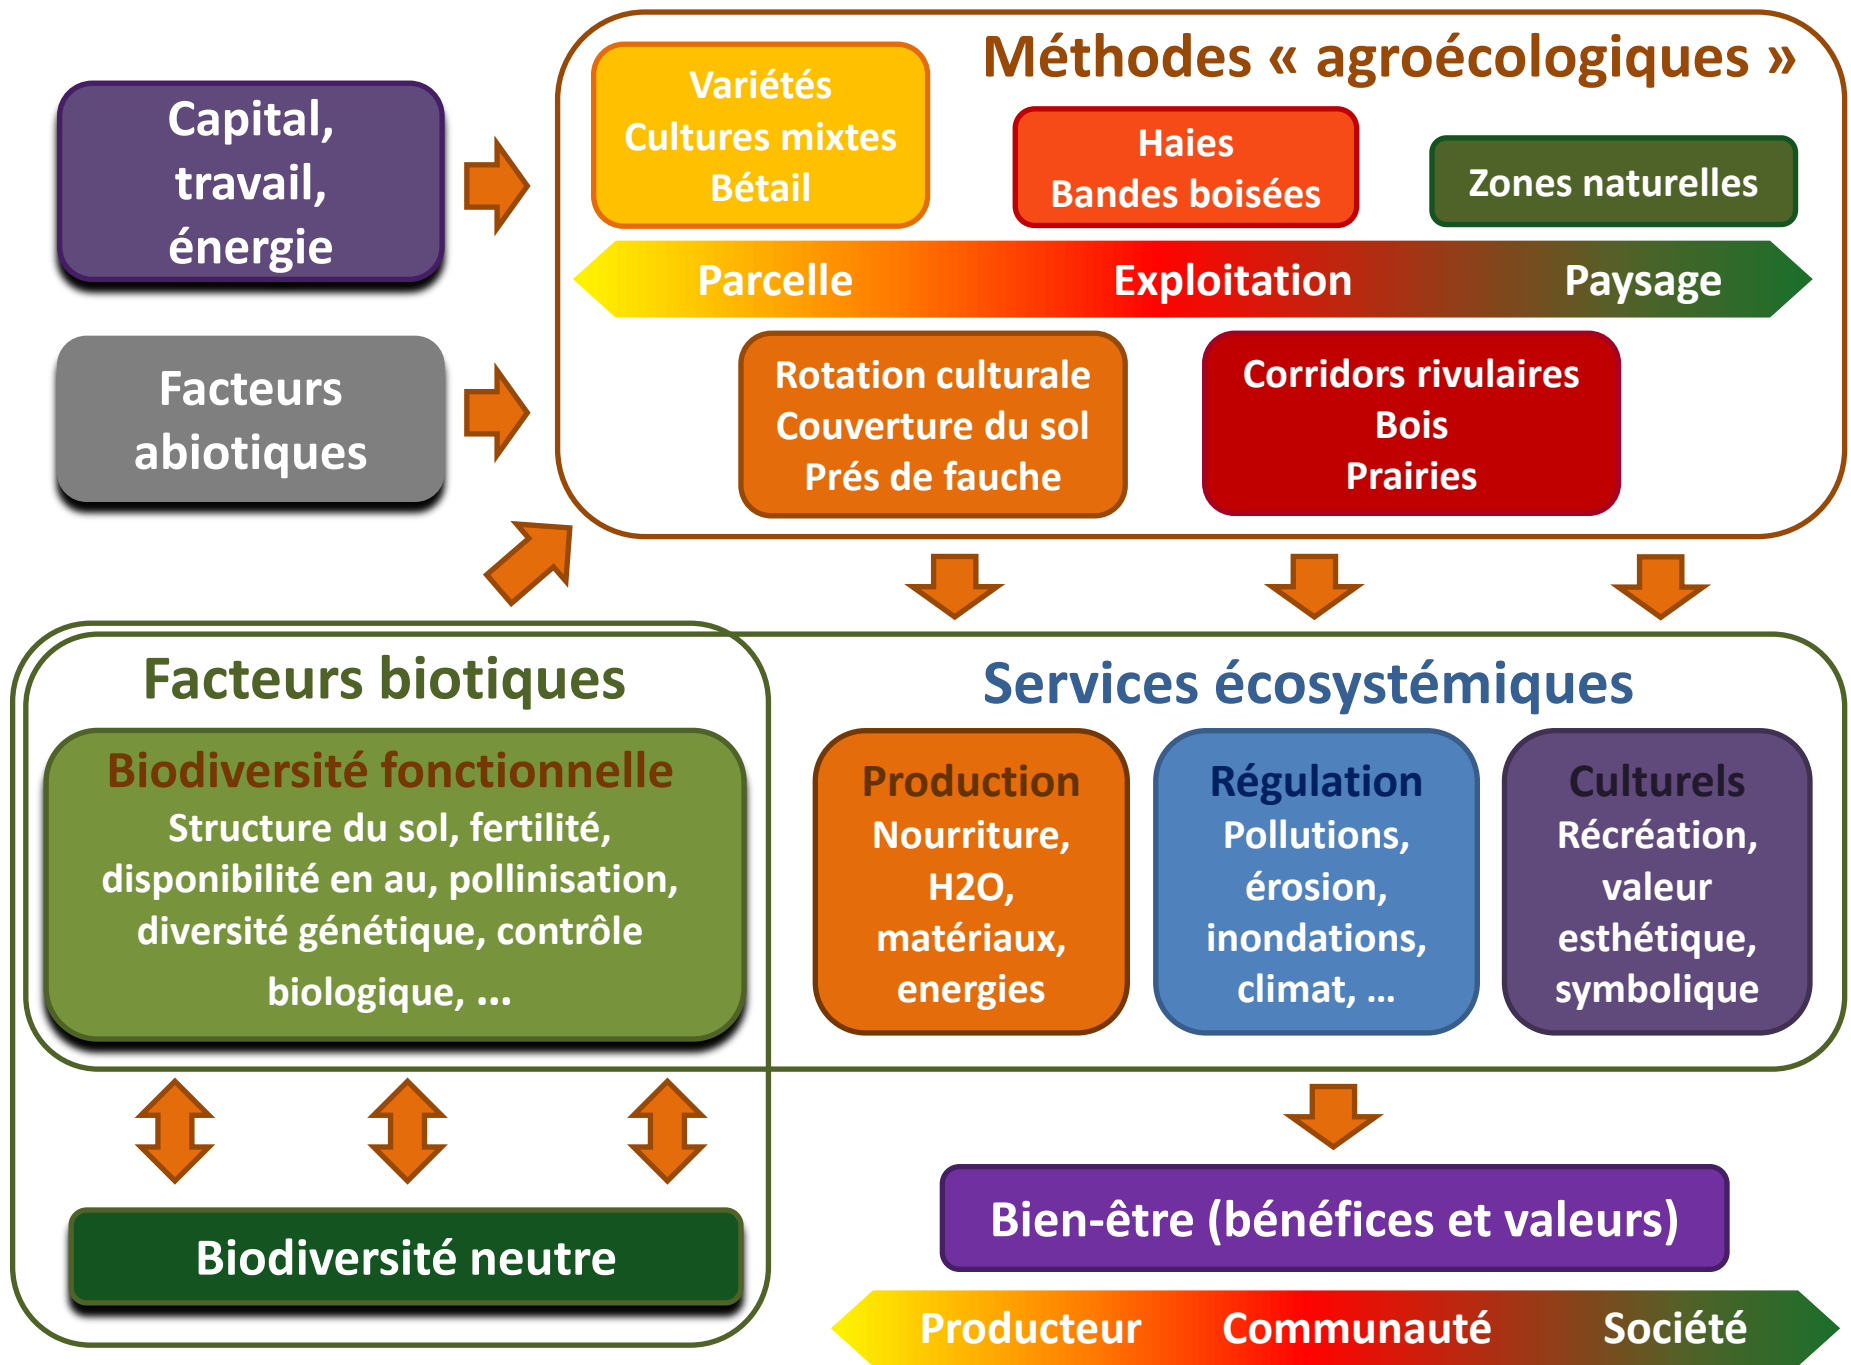 Méthodes « agroécologiques »
Capital,
travail,
énergie
Variétés
Cultures mixtes
Bétail
Haies
Bandes boisées
Zones naturelles
Parcelle
Exploitation
Paysage
Facteurs
abiotiques
Rotation culturale
Couverture du sol
Prés de fauche
Corridors rivulaires
Bois
Prairies
Facteurs biotiques
Biodiversité fonctionnelle
Structure du sol, fertilité,
disponibilité en au, pollinisation,
diversité génétique, contrôle
biologique, ...
Services écosystémiques
Production
Nourriture,
H2O,
matériaux,
energies
Régulation
Pollutions,
érosion,
inondations,
climat, ...
Culturels
Récréation,
valeur
esthétique,
symbolique
Biodiversité neutre
Bien-être (bénéfices et valeurs)
Producteur
Communauté
Société